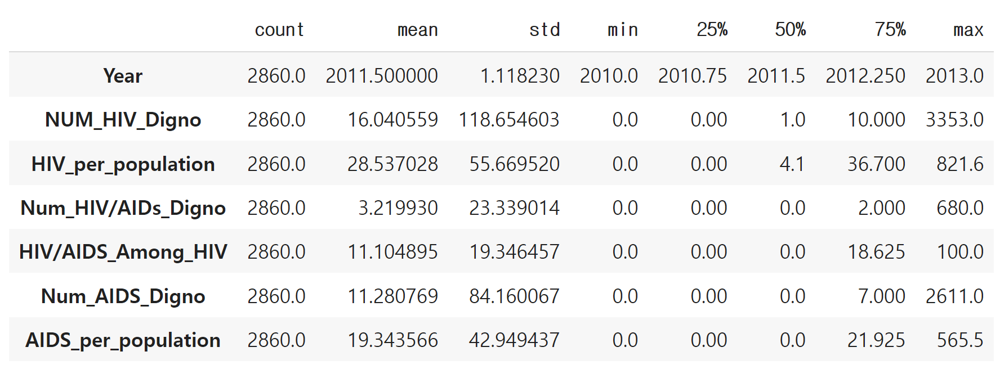 count mean std min 25% 50% 75% max
Year 2860.0 2011.500000 1.118230 2010.0 2010.75 2011.5 2012.250 2013.0
NUM_HIV_Digno 2860.0 16.040559 118.654603 0.0 0.00 1.0 10.000 3353.0
HIV_per_population 2860.0 28.537028 55.669520 0.0 0.00 4.1 36.700 821.6
Num_HIV/AIDs_Digno 2860.0 3.219930 23.339014 0.0 0.00 0.0 2.000 680.0
HIV/AIDS_Among_HIV 2860.0 11.104895 19.346457 0.0 0.00 0.0 18.625 100.0
Num_AIDS_Digno 2860.0 11.280769 84.160067 0.0 0.00 0.0 7.000 2611.0
AIDS_per_population 2860.0 19.343566 42.949437 0.0 0.00 0.0 21.925 565.5